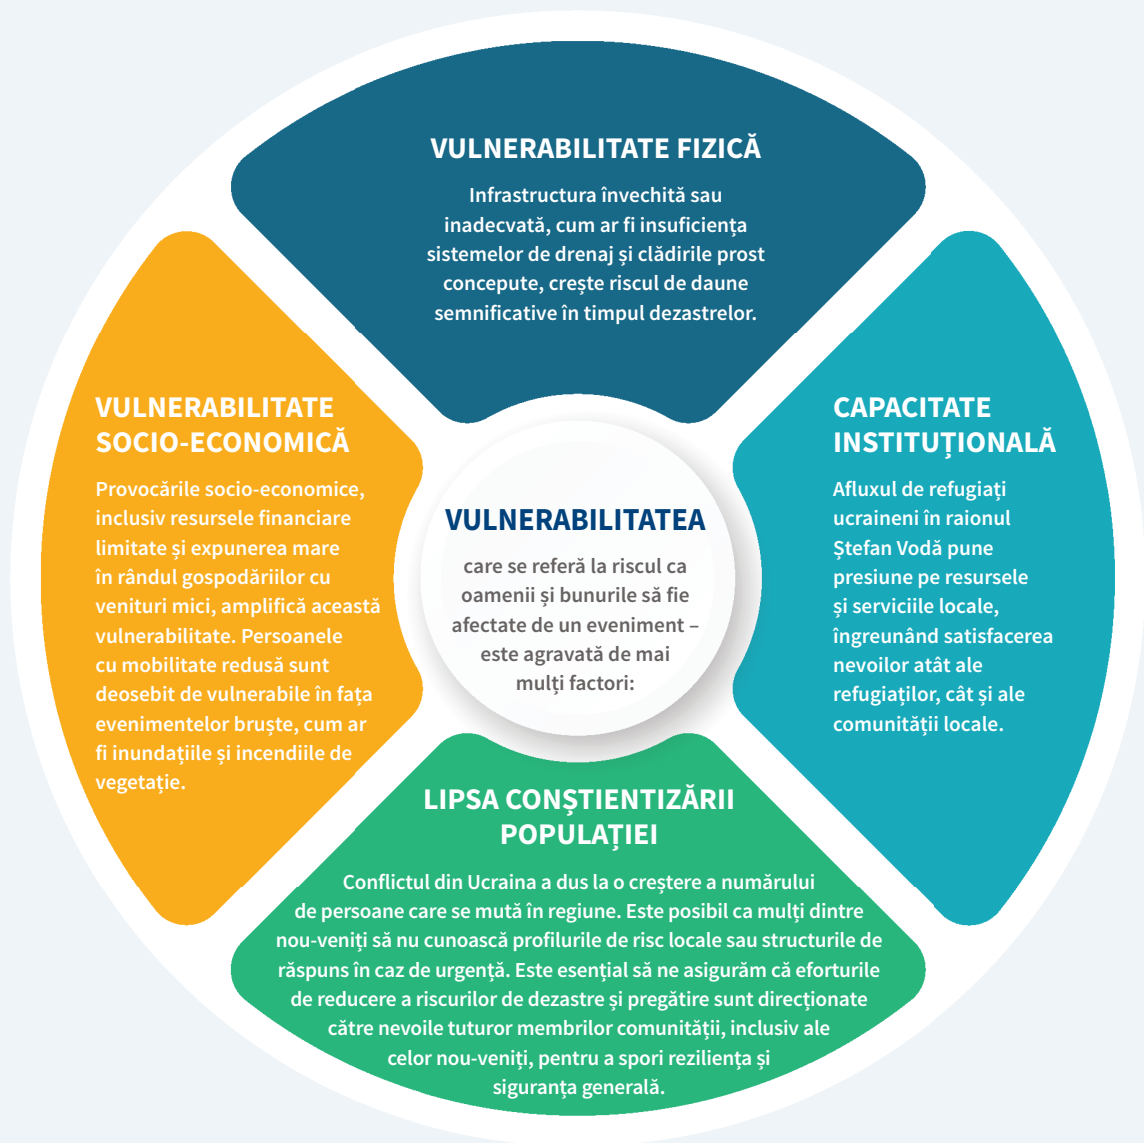 VULNERABILITATE FIZICĂ
Infrastructura învechită sau
inadecvată, cum ar fi insuficiența
sistemelor de drenaj și clădirile prost
concepute, crește riscul de daune
semnificative în timpul dezastrelor.
VULNERABILITATE
SOCIO-ECONOMICĂ
Provocările socio-economice,
inclusiv resursele financiare
limitate și expunerea mare
în rândul gospodăriilor cu
venituri mici, amplifică această
vulnerabilitate. Persoanele
cu mobilitate redusă sunt
deosebit de vulnerabile în fața
evenimentelor bruște, cum ar
fi inundațiile și incendiile de
vegetație.
VULNERABILITATEA
care se referă la riscul ca
oamenii și bunurile să fie
afectate de un eveniment –
este agravată de mai
mulți factori:
CAPACITATE
INSTITUȚIONALĂ
Afluxul de refugiați
ucraineni în raionul
Ștefan Vodă pune
presiune pe resursele
și serviciile locale,
îngreunând satisfacerea
nevoilor atât ale
refugiaților, cât și ale
comunității locale.
LIPSA CONȘTIENTIZĂRII
POPULAȚIEI
Conflictul din Ucraina a dus la o creștere a numărului
de persoane care se mută în regiune. Este posibil ca mulți dintre
nou-veniți să nu cunoască profilurile de risc locale sau structurile de
răspuns în caz de urgență. Este esențial să ne asigurăm că eforturile
de reducere a riscurilor de dezastre și pregătire sunt direcționate
către nevoile tuturor membrilor comunității, inclusiv ale
celor nou-veniți, pentru a spori reziliența și
siguranța generală.